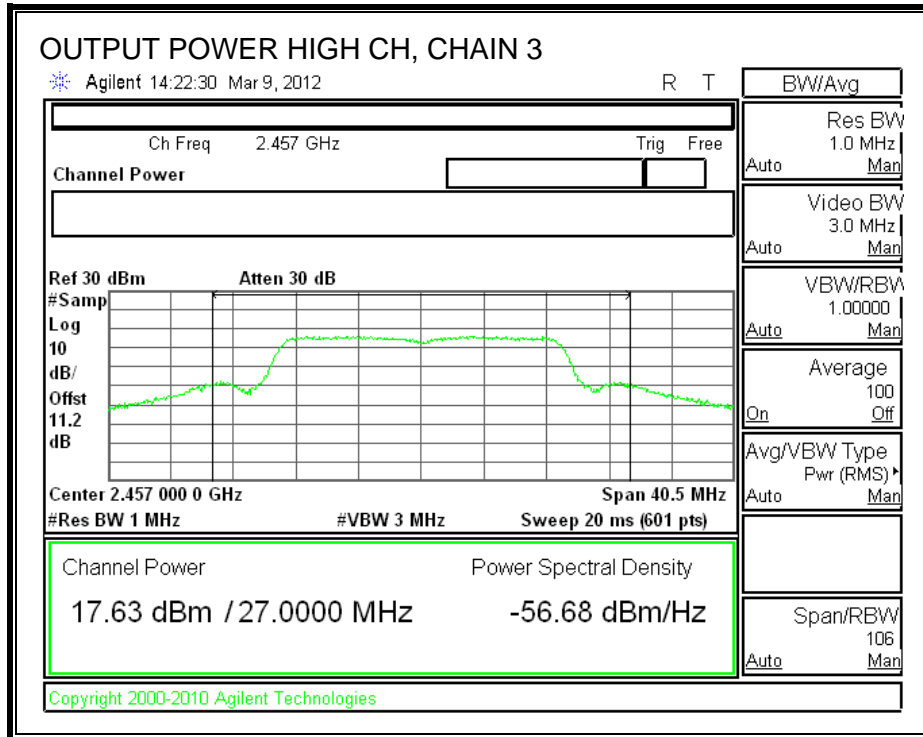 OUTPUT POWER HIGH CH, CHAIN 3
Agilent 14:22:30 Mar 9, 2012 R T
Ch Freq 2.457 GHz Trig Free
Channel Power
Ref 30 dBm Atten 30 dB
#Samp
Log
10
dB/
Offst
11.2
dB
Center 2.457 000 0 GHz Span 40.5 MHz
#Res BW 1 MHz #VBW 3 MHz Sweep 20 ms (601 pts)
Channel Power Power Spectral Density
17.63 dBm / 27.0000 MHz -56.68 dBm/Hz
Copyright 2000-2010 Agilent Technologies
BW/Avg
Res BW
1.0 MHz
Auto Man
Video BW
3.0 MHz
Auto Man
VBW/RBW
1.00000
Auto Man
Average
100
On Off
Avg/VBW Type
Pwr (RMS)
Auto Man
Span/RBW
106
Auto Man